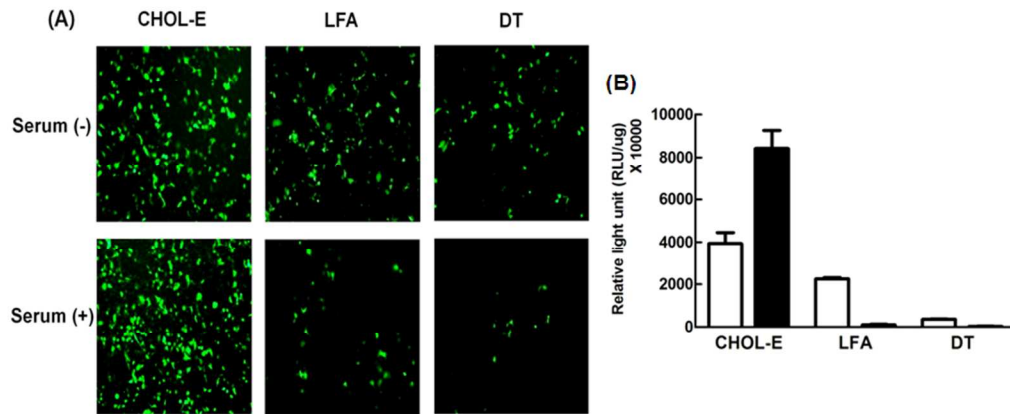 (A)
CHOL-E LFA DT
Serum (-)
Serum (+)
(B)
Relative light unit (RLU/ug)
X 10000
10000
8000
6000
4000
2000
0
CHOL-E LFA DT